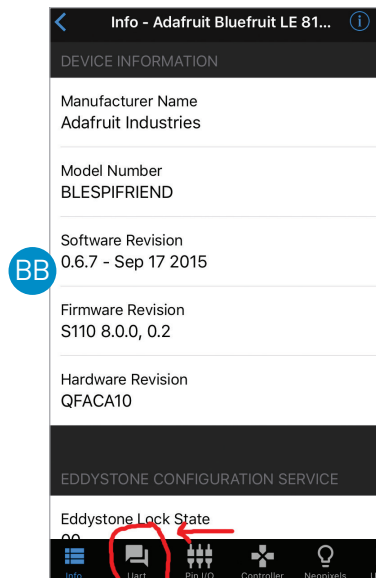 Info - Adafruit Bluefruit LE 81...
DEVICE INFORMATION
Manufacturer Name
Adafruit Industries
Model Number
BLESPIFRIEND
BB
Software Revision
0.6.7 - Sep 17 2015
Firmware Revision
S110 8.0.0, 0.2
Hardware Revision
QFACA10
EDDYSTONE CONFIGURATION SERVICE
Eddystone Lock State
Info Uart Pin I/O Controller Neopixels